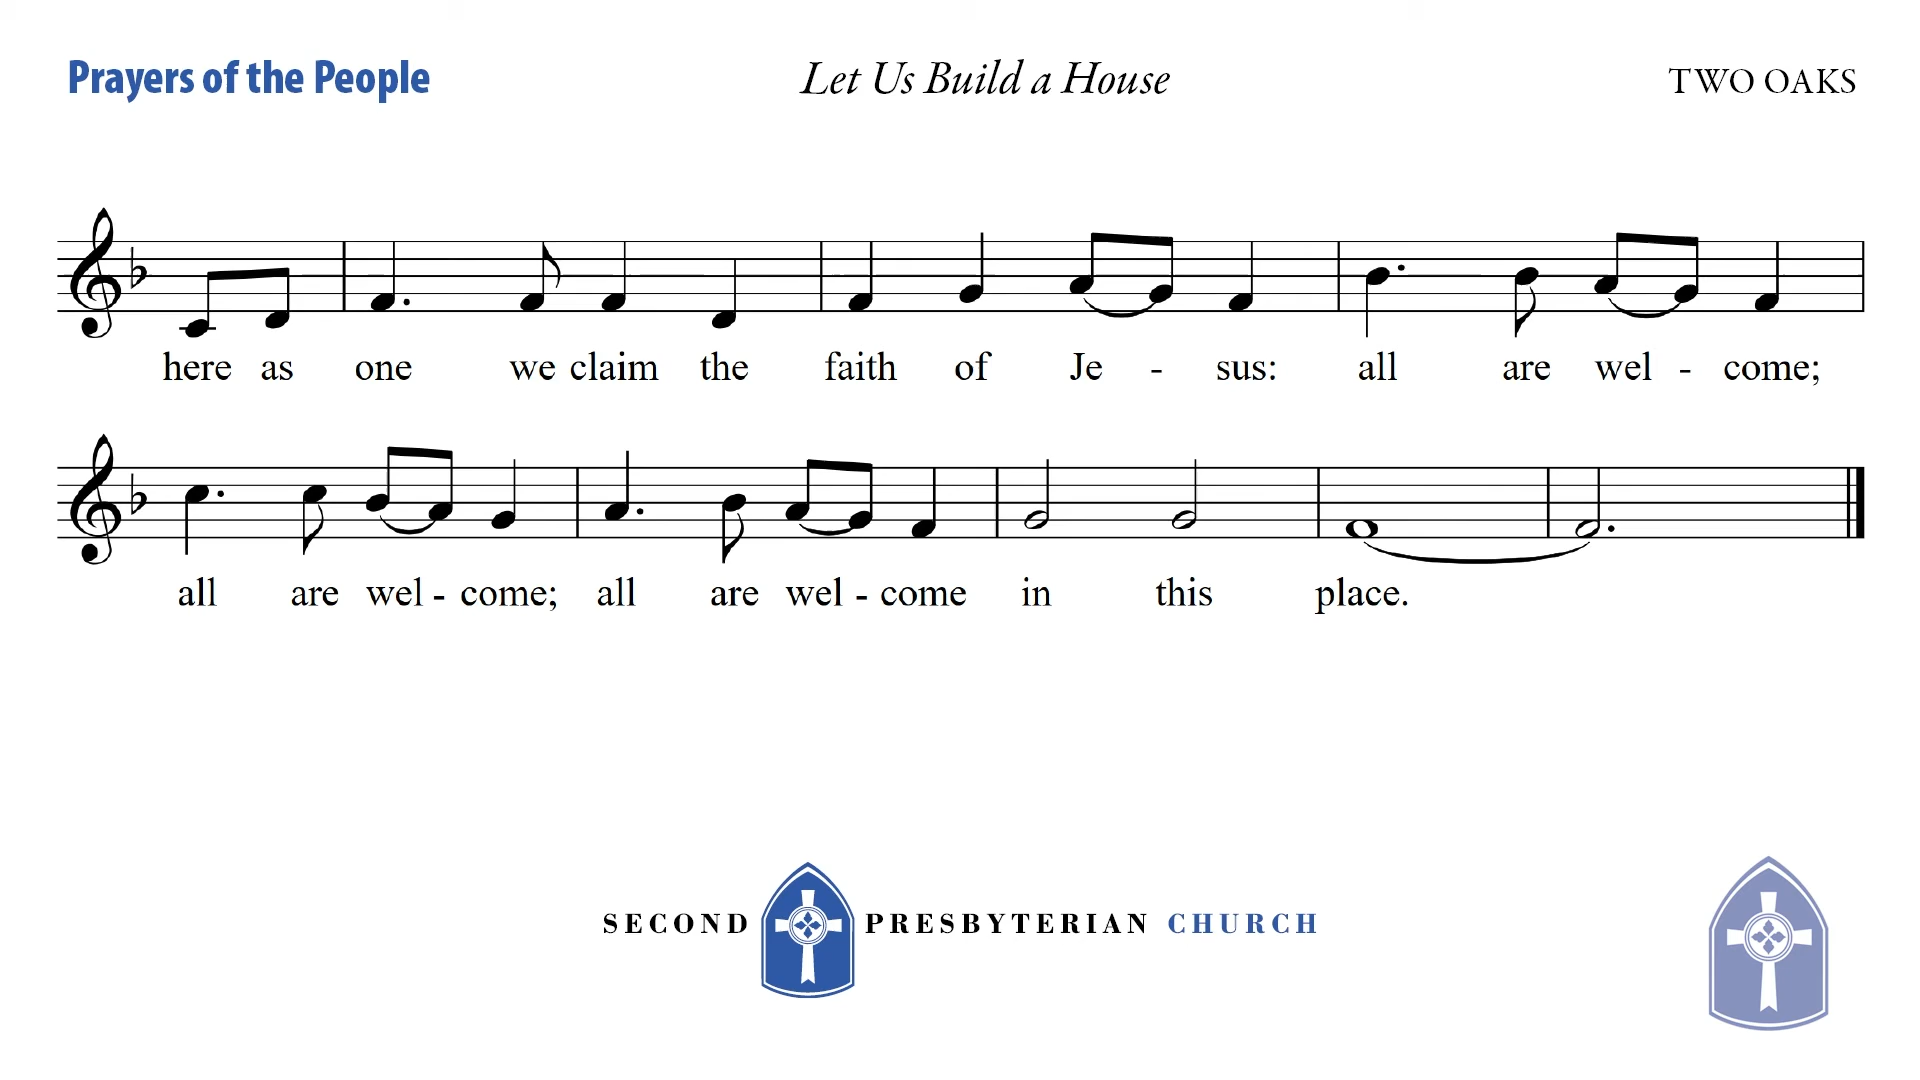 Prayers of the People Let Us Build a House TWO OAKS
here as one we claim the faith of Je - sus: all are wel - come;
all are wel - come; all are wel - come in this place.
SECOND PRESBYTERIAN CHURCH